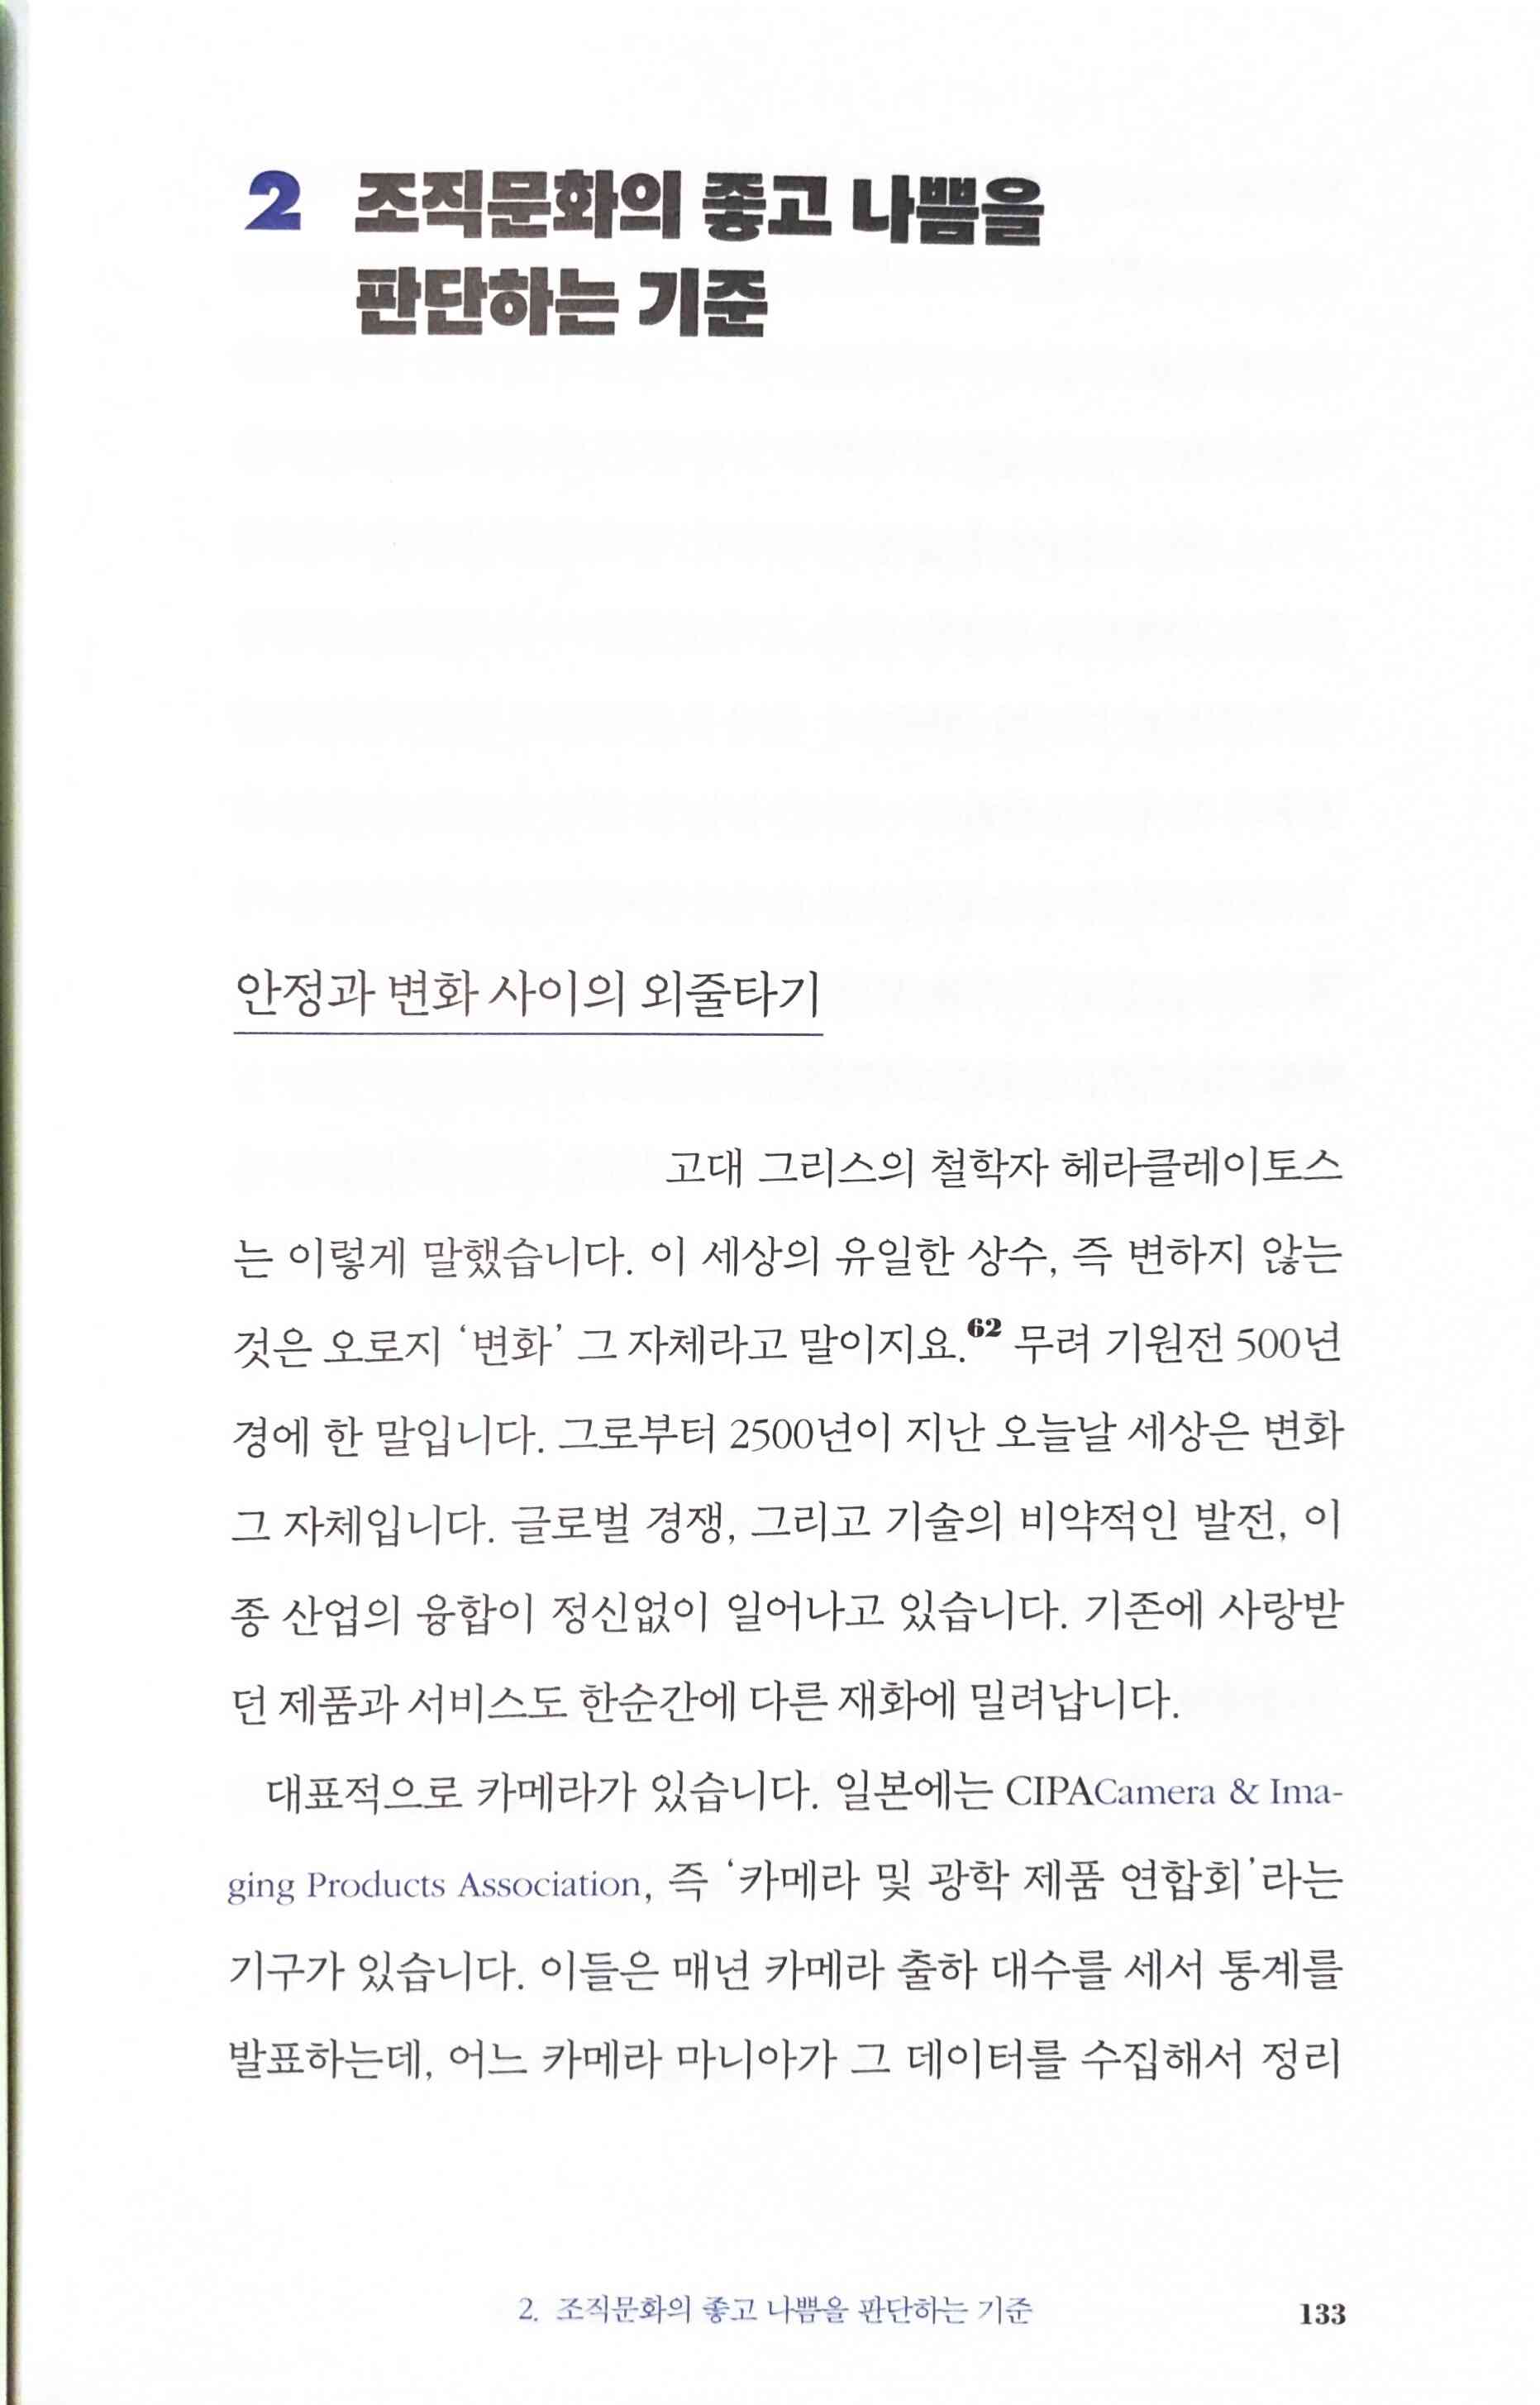 2 조직문화의 좋고 나쁨을
판단하는 기준
안정과 변화 사이의 외줄타기
고대 그리스의 철학자 헤라클레이토스
는 이렇게 말했습니다. 이 세상의 유일한 상수, 즉 변하지 않는
것은 오로지 ‘변화’ 그 자체라고 말이지요.62 무려 기원전 500년
경에 한 말입니다. 그로부터 2500년이 지난 오늘날 세상은 변화
그 자체입니다. 글로벌 경쟁, 그리고 기술의 비약적인 발전, 이
종 산업의 융합이 정신없이 일어나고 있습니다. 기존에 사랑받
던 제품과 서비스도 한순간에 다른 재화에 밀려납니다.
대표적으로 카메라가 있습니다. 일본에는 CIPACamera & Ima-
ging Products Association, 즉 ‘카메라 및 광학 제품 연합회’라는
기구가 있습니다. 이들은 매년 카메라 출하 대수를 세서 통계를
발표하는데, 어느 카메라 마니아가 그 데이터를 수집해서 정리
2. 조직문화의 좋고 나쁨을 판단하는 기준 133